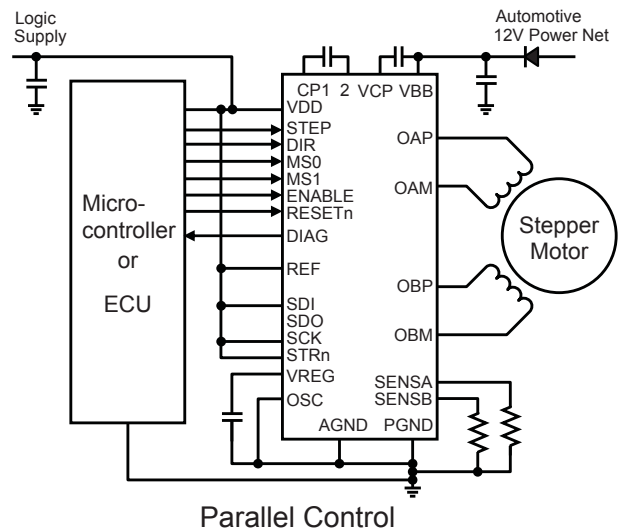 Logic
Supply
Automotive
12V Power Net
CP1 2 VCP VBB
VDD
STEP
DIR
MS0
MS1
ENABLE
RESETn
DIAG
REF
SDI
SDO
SCK
STRn
VREG
OSC
AGND PGND
OAP
OAM
OBP
OBM
SENSA
SENSB
Micro-
controller
or
ECU
Stepper
Motor
Parallel Control